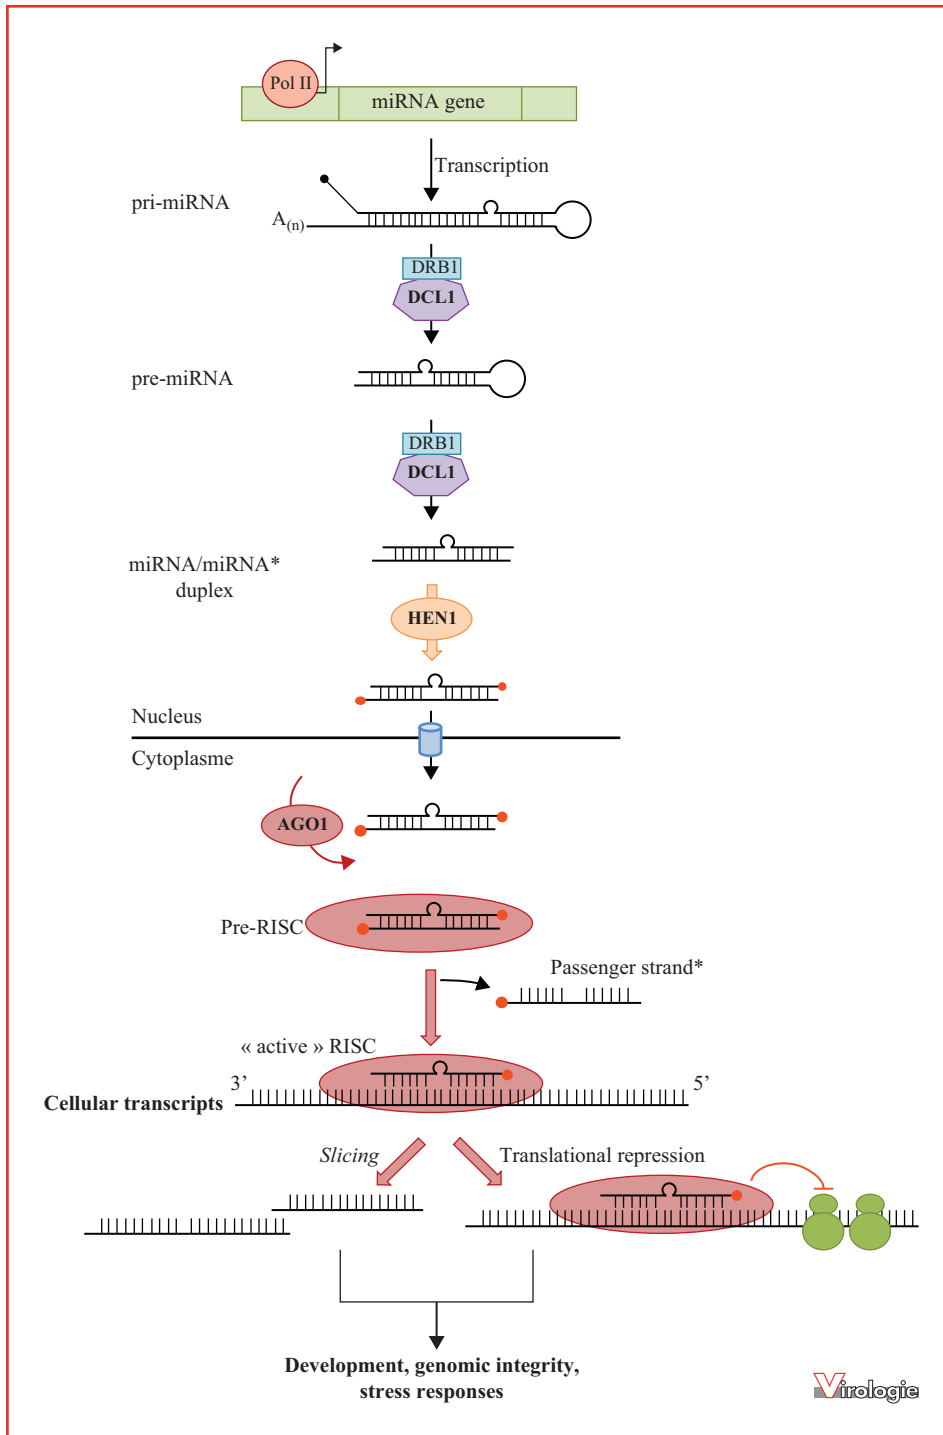 Pol II
miRNA gene
Transcription
pri-miRNA
A(n)
DRB1
DCL1
pre-miRNA
DRB1
DCL1
miRNA/miRNA*
duplex
HEN1
Nucleus
Cytoplasme
AGO1
Pre-RISC
Passenger strand*
« active » RISC
3’
5’
Cellular transcripts
Slicing
Translational repression
Development, genomic integrity,
stress responses
Virologie